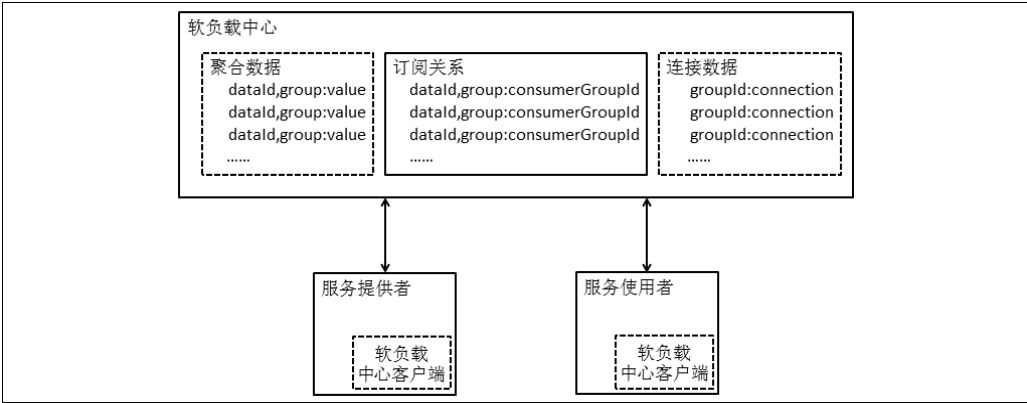 软负载中心
聚合数据
dataId,group:value
dataId,group:value
dataId,group:value
……
订阅关系
dataId,group:consumerGroupId
dataId,group:consumerGroupId
dataId,group:consumerGroupId
……
连接数据
groupId:connection
groupId:connection
groupId:connection
……
服务提供者
软负载
中心客户端
服务使用者
软负载
中心客户端